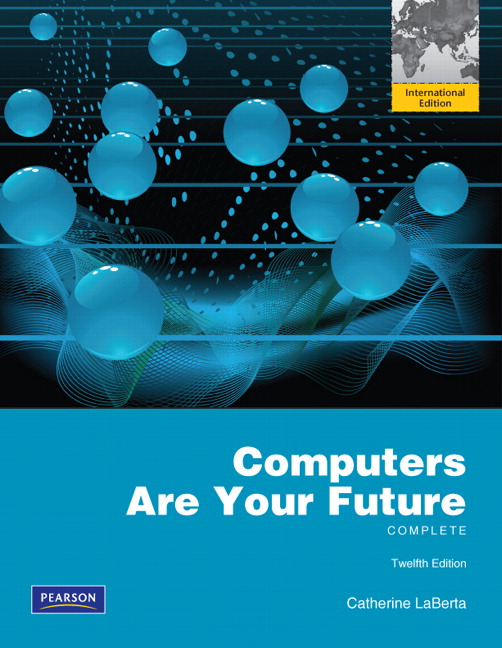 International
Edition
Computers
Are Your Future
COMPLETE
Twelfth Edition
PEARSON
Catherine LaBerta